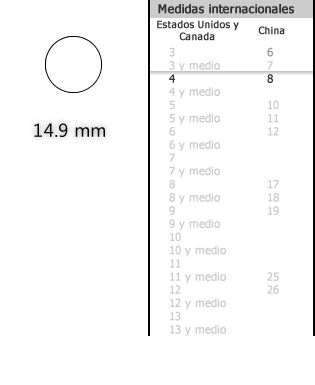 14.9 mm
Medidas internacionales
Estados Unidos y Canada China
3 6
3 y medio 7
4 8
4 y medio
5 10
5 y medio 11
6 12
6 y medio
7
7 y medio
8 17
8 y medio 18
9 19
9 y medio
10
10 y medio
11
11 y medio 25
12 26
12 y medio
13
13 y medio